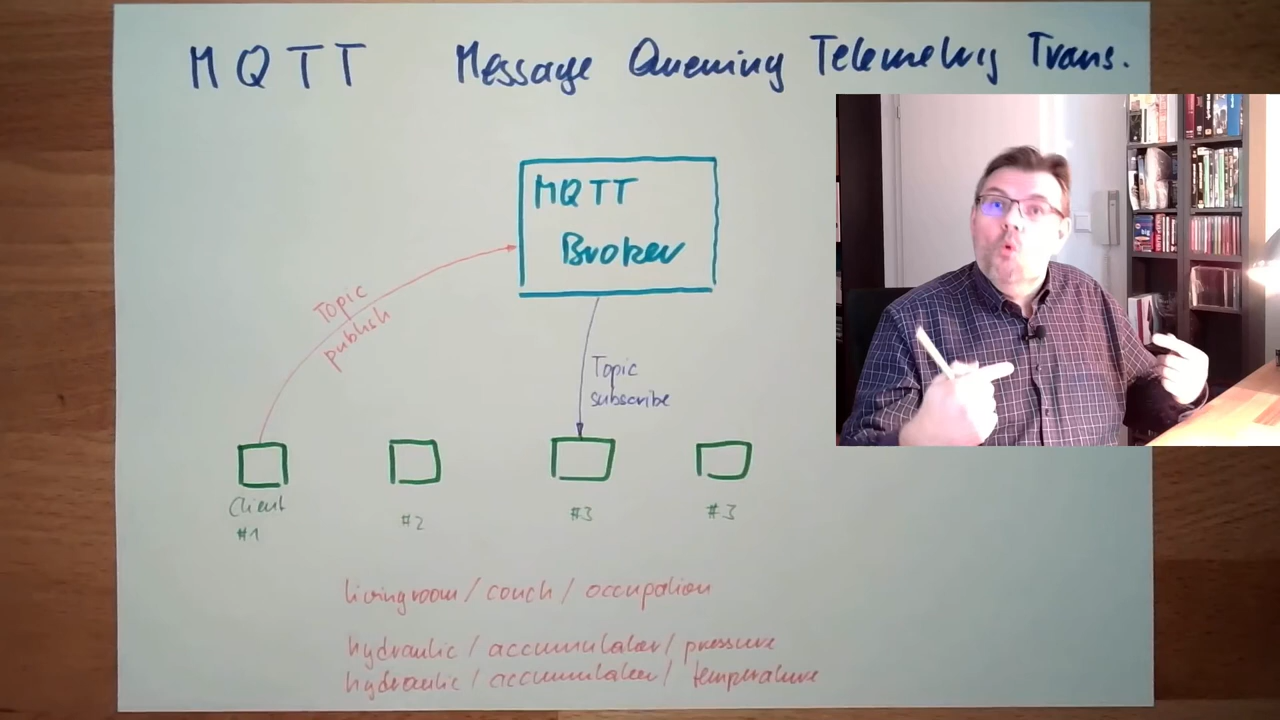 MQTT Message Queuing Telemetry Trans.
MQTT
Broker
Topic
publish
Topic
subscribe
Client
#1
#2
#3
#3
livingroom / couch / occupation
hydraulic / accumulator / pressure
hydraulic / accumulator / temperature